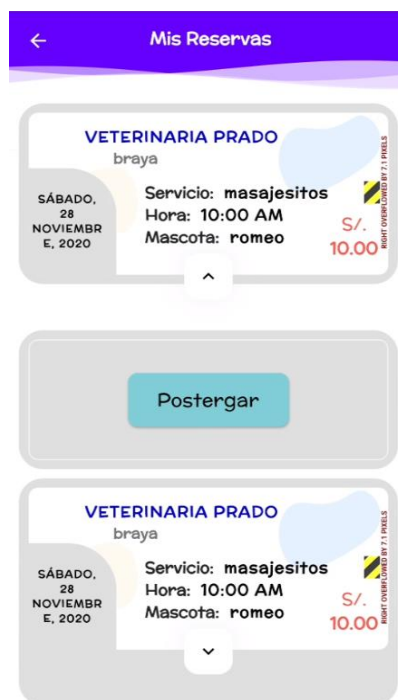 Mis Reservas
VETERINARIA PRADO
braya
SÁBADO,
28
NOVIEMBR
E, 2020
Servicio: masajesitos
Hora: 10:00 AM
Mascota: romeo
S/.
10.00
RIGHT OVERFLOWED BY 7.1 PIXELS
Postergar
VETERINARIA PRADO
braya
SÁBADO,
28
NOVIEMBR
E, 2020
Servicio: masajesitos
Hora: 10:00 AM
Mascota: romeo
S/.
10.00
RIGHT OVERFLOWED BY 7.1 PIXELS